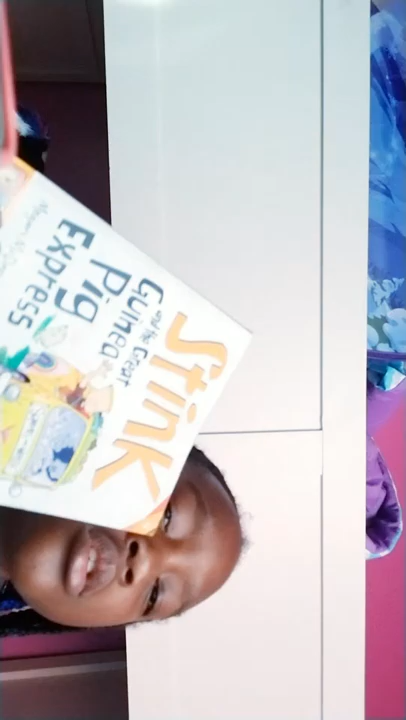 Stink
and the Great
Guinea
Pig
Express